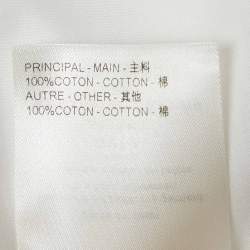 PRINCIPAL - MAIN - 主料
100%COTON - COTTON - 棉
AUTRE - OTHER - 其他
100%COTON - COTTON - 棉